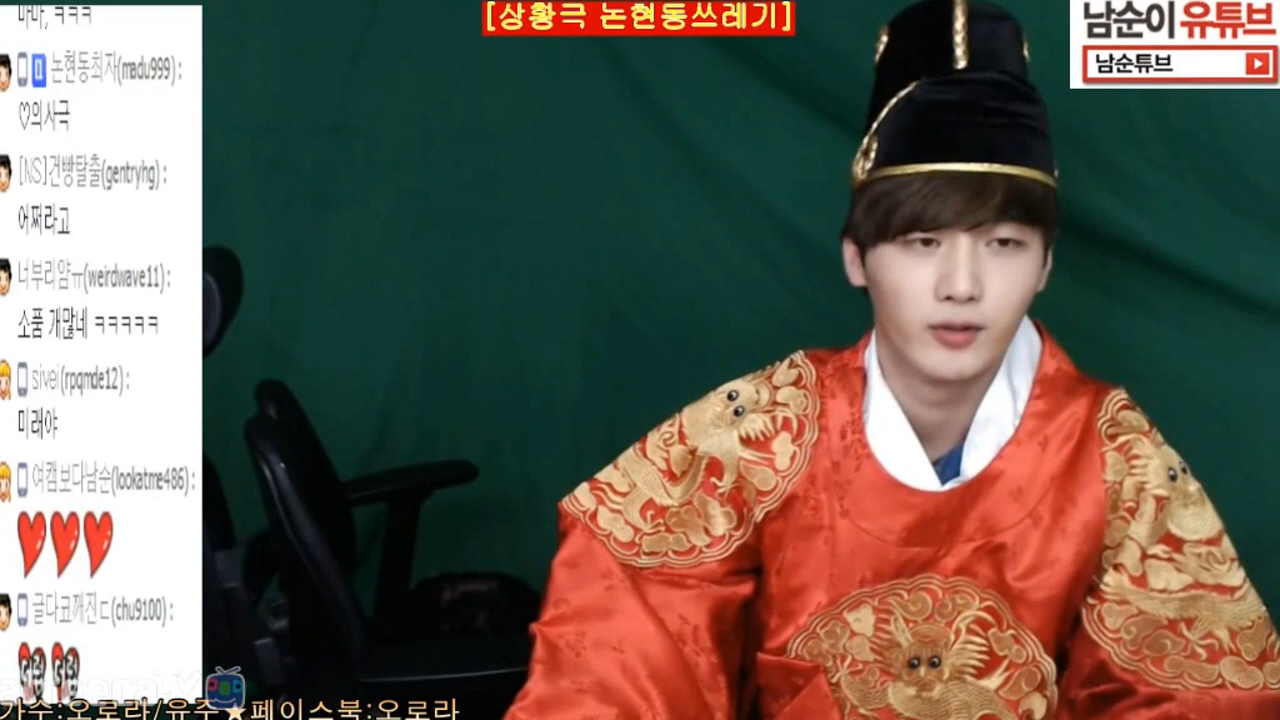 마마, ㅋㅋㅋ
논현동최자(madu999) :
♡의사극
[NS]건빵탈출(gentryhg) :
어쩌라고
너부리얌ㅠ(weirdwave11) :
소품 개많네 ㅋㅋㅋㅋㅋ
sivel(rpqmde12) :
미래야
여캠보다남순(lookatme486) :
굴다코깨진ㄷ(chu9100) :
[상황극 논현동쓰레기]
남순이 유튜브
남순튜브
가수:오로라/유주★페이스북:오로라